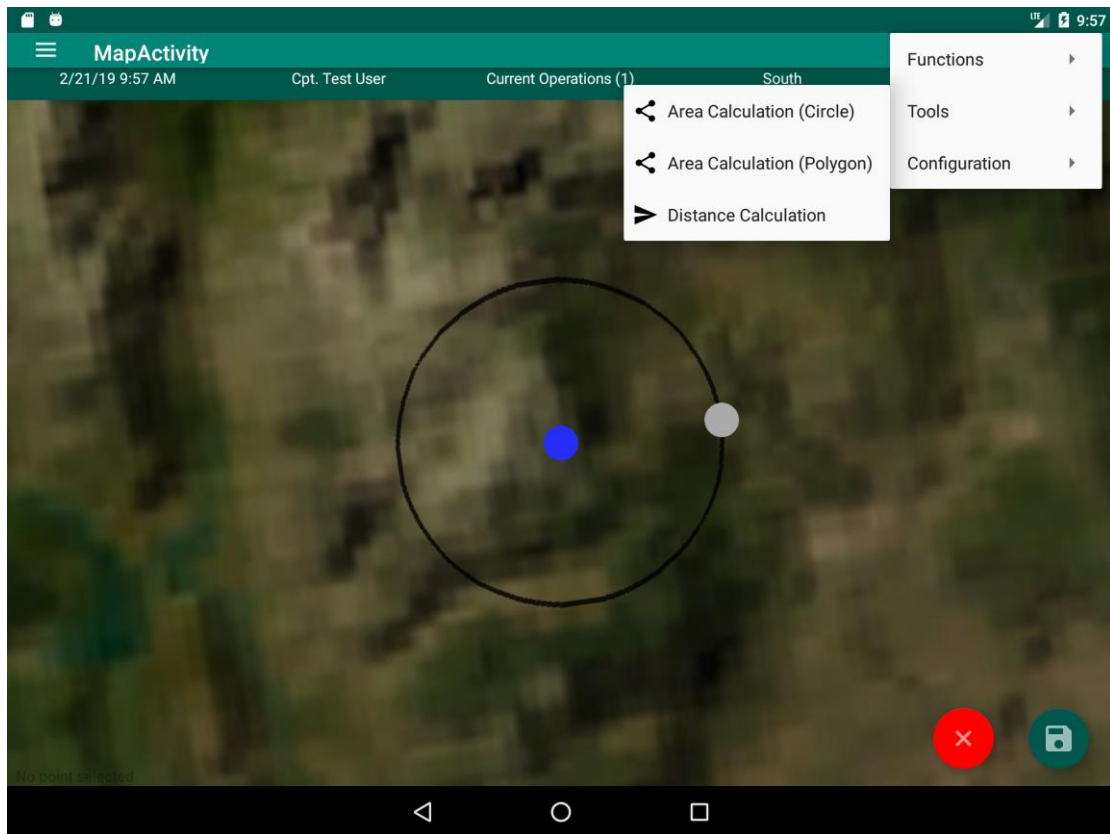 LTE 9:57
MapActivity
2/21/19 9:57 AM Cpt. Test User Current Operations (1) South
Functions
Tools
Configuration
Area Calculation (Circle)
Area Calculation (Polygon)
Distance Calculation
No point selected